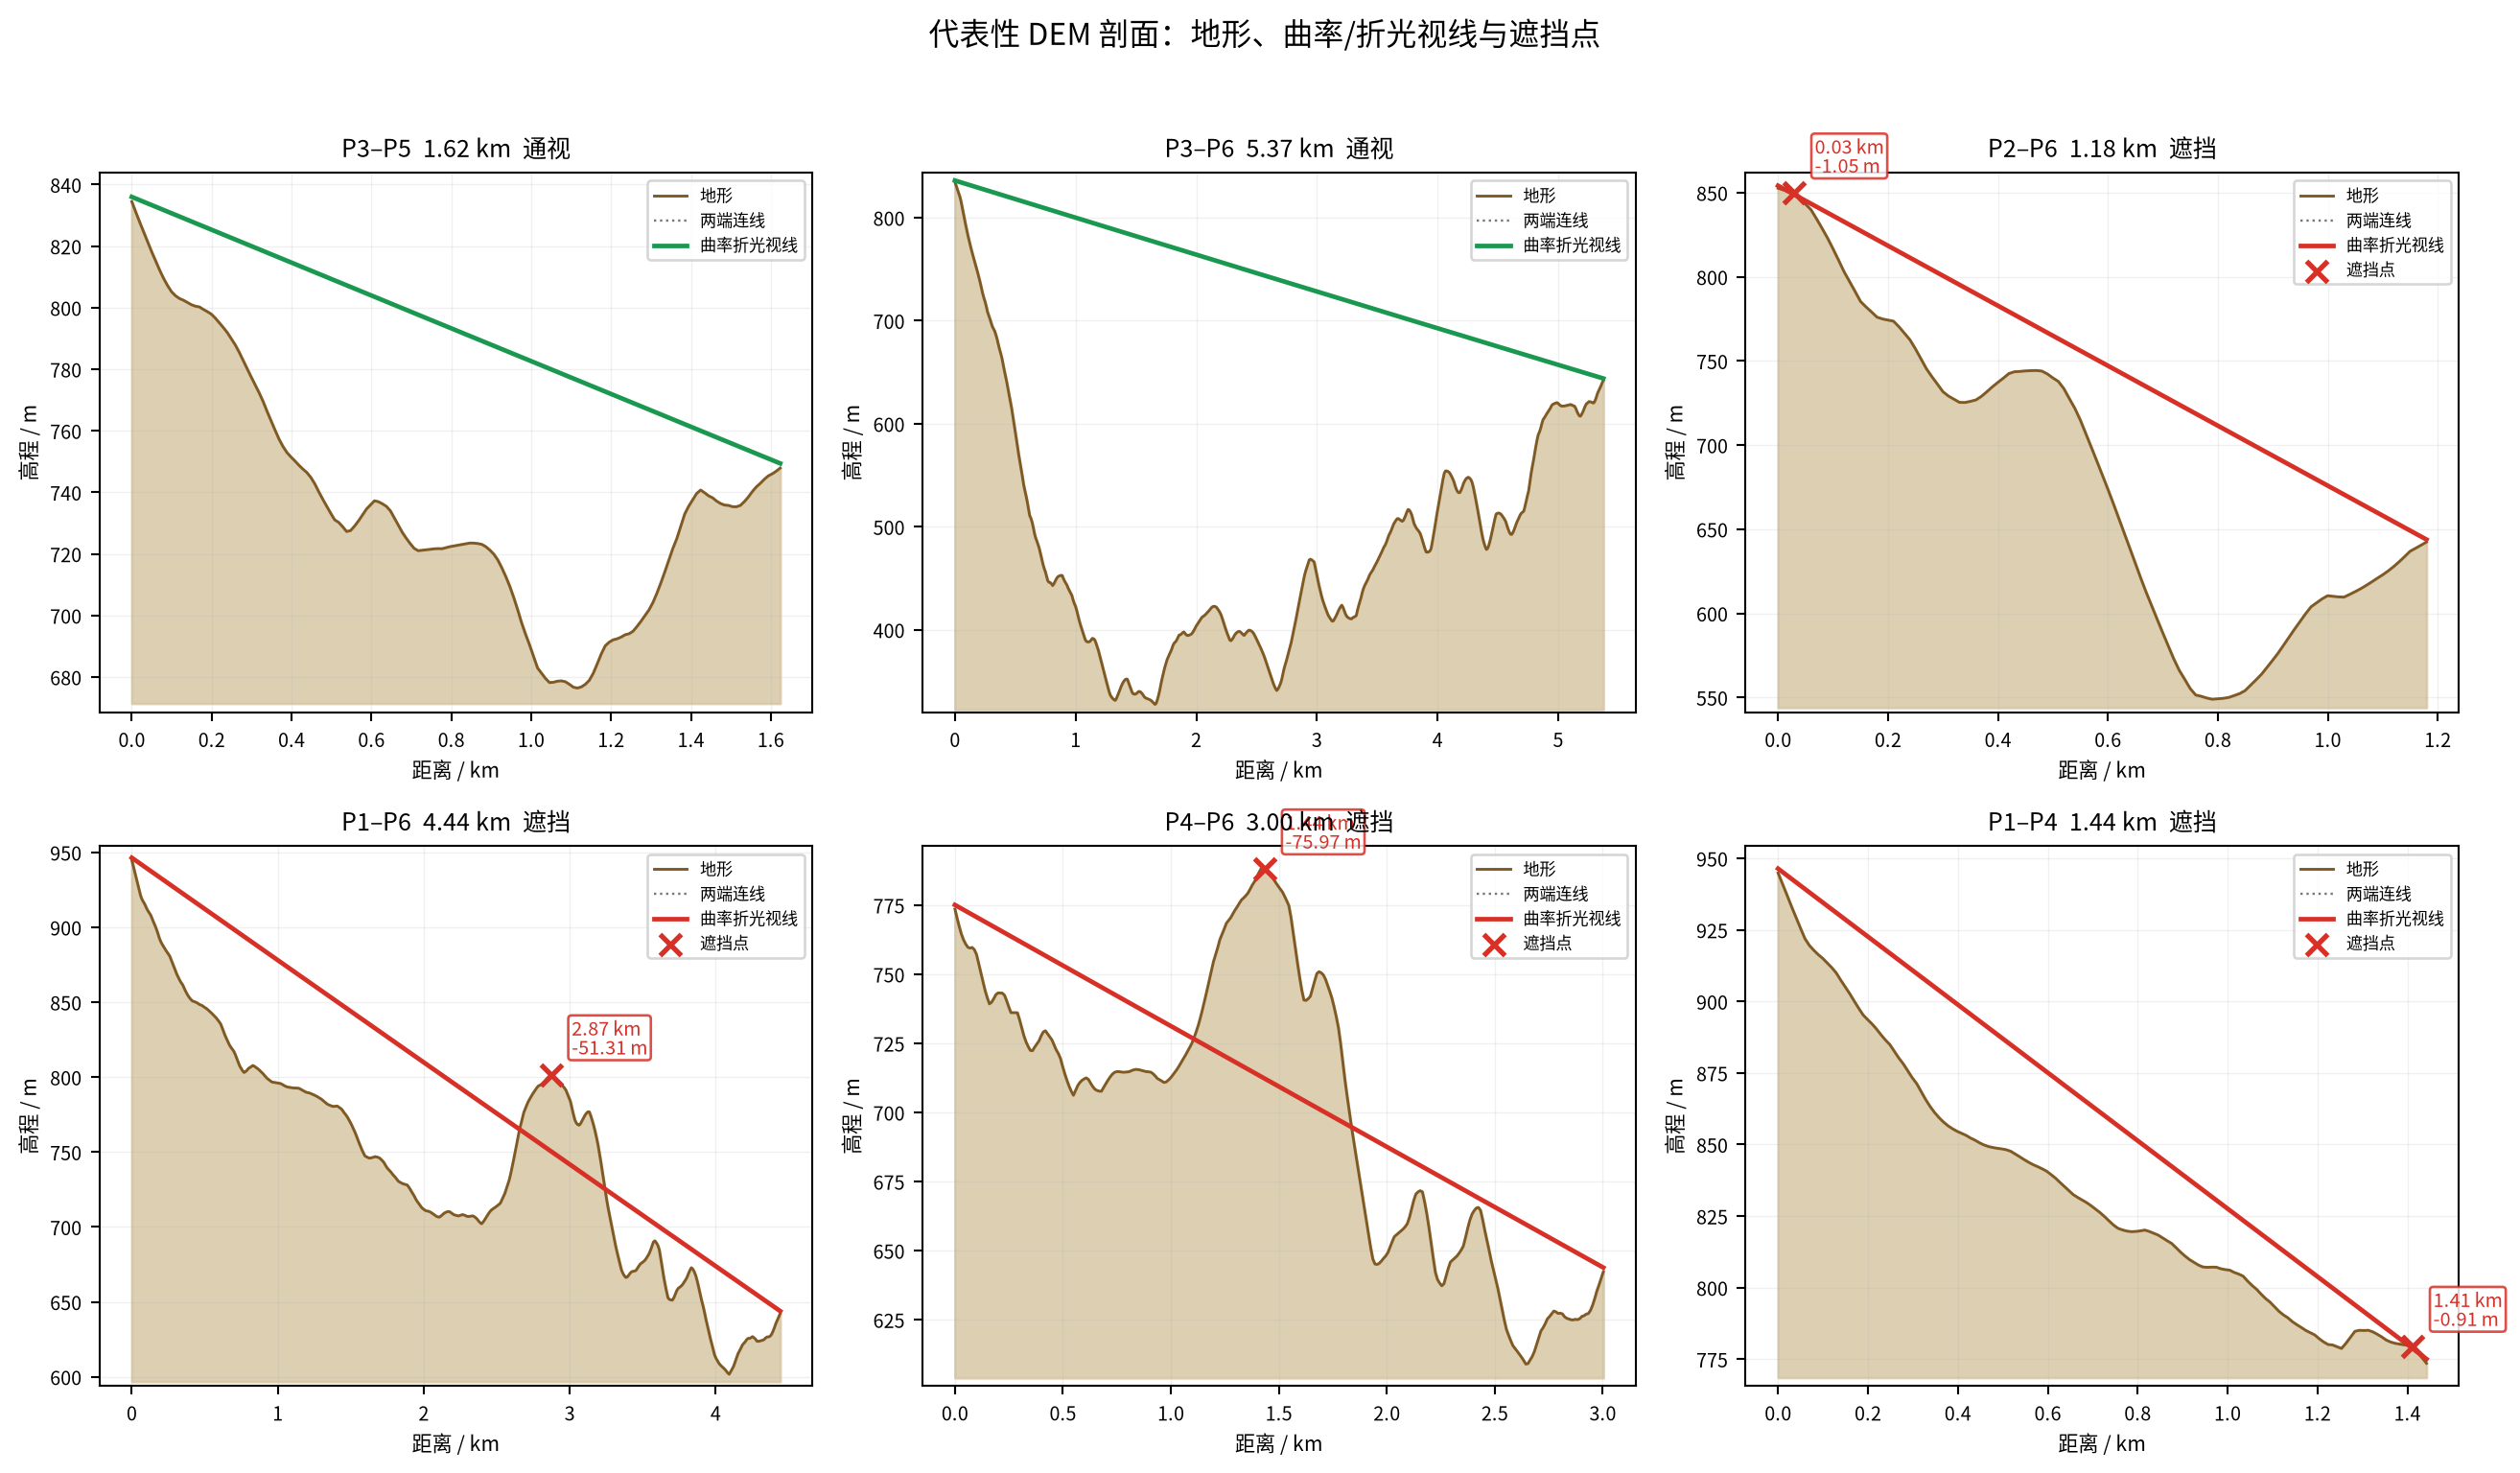 代表性 DEM 剖面：地形、曲率/折光视线与遮挡点
P3–P5 1.62 km 通视
840
820
800
780
760
740
720
700
680
高程 / m
地形
两端连线
曲率折光视线
0.0 0.2 0.4 0.6 0.8 1.0 1.2 1.4 1.6
距离 / km
P3–P6 5.37 km 通视
800
700
600
500
400
高程 / m
地形
两端连线
曲率折光视线
0 1 2 3 4 5
距离 / km
P2–P6 1.18 km 遮挡
0.03 km
-1.05 m
850
800
750
700
650
600
550
高程 / m
地形
两端连线
曲率折光视线
遮挡点
0.0 0.2 0.4 0.6 0.8 1.0 1.2
距离 / km
P1–P6 4.44 km 遮挡
950
900
850
800
750
700
650
600
高程 / m
地形
两端连线
曲率折光视线
遮挡点
2.87 km
-51.31 m
0 1 2 3 4
距离 / km
P4–P6 3.00 km 遮挡
1.44 km
-75.97 m
775
750
725
700
675
650
625
高程 / m
地形
两端连线
曲率折光视线
遮挡点
0.0 0.5 1.0 1.5 2.0 2.5 3.0
距离 / km
P1–P4 1.44 km 遮挡
950
925
900
875
850
825
800
775
高程 / m
地形
两端连线
曲率折光视线
遮挡点
1.41 km
-0.91 m
0.0 0.2 0.4 0.6 0.8 1.0 1.2 1.4
距离 / km